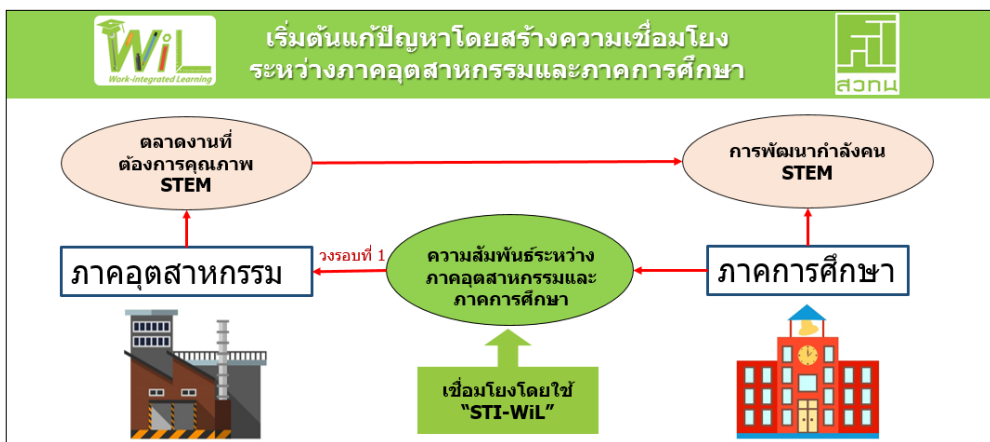 WiL
Work-integrated Learning
เริ่มต้นแก้ปัญหาโดยสร้างความเชื่อมโยง
ระหว่างภาคอุตสาหกรรมและภาคการศึกษา
สวทน
ตลาดงานที่
ต้องการคุณภาพ
STEM
การพัฒนากำลังคน
STEM
ภาคอุตสาหกรรม
วงรอบที่ 1
ความสัมพันธ์ระหว่าง
ภาคอุตสาหกรรมและ
ภาคการศึกษา
ภาคการศึกษา
เชื่อมโยงโดยใช้
“STI-WiL”